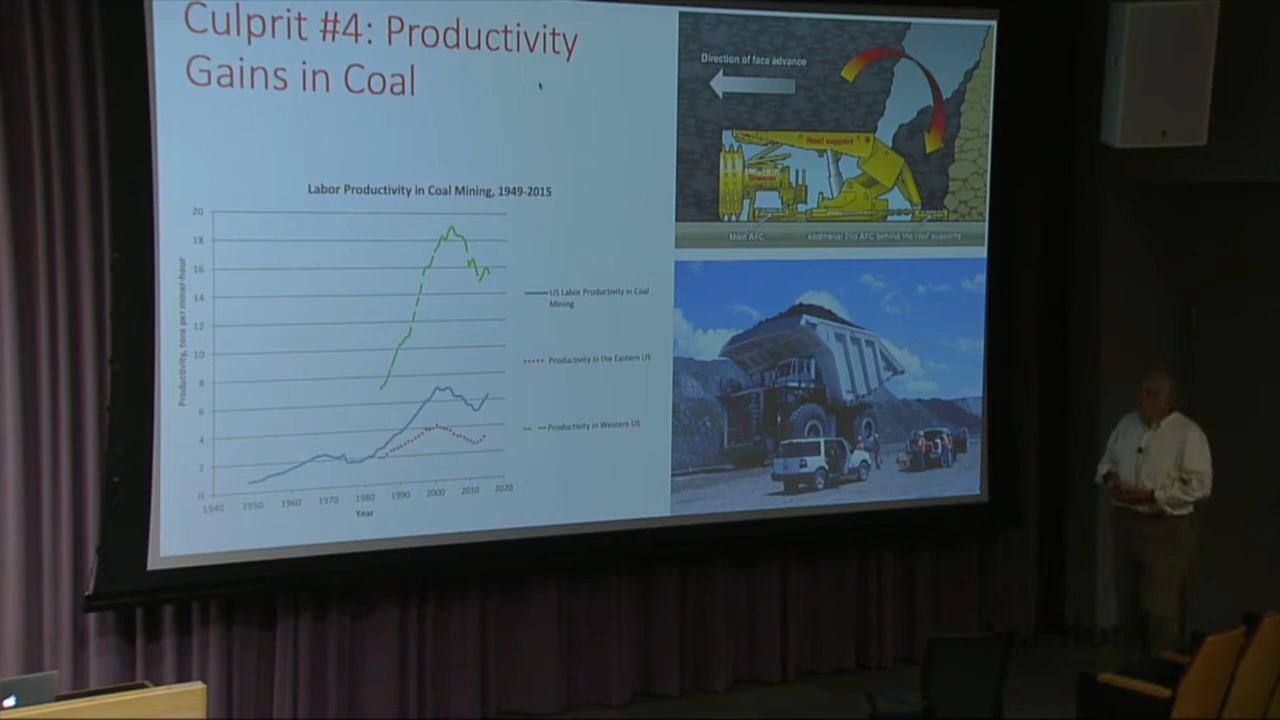 Culprit #4: Productivity
Gains in Coal
Labor Productivity in Coal Mining, 1949-2015
Productivity, tons per miner-hour
20
18
16
14
12
10
8
6
4
2
0
1940
1950
1960
1970
1980
1990
2000
2010
2020
Year
US Labor Productivity in Coal
Mining
Productivity in the Eastern US
Productivity in Western US
Direction of face advance
Roof support
Shearer
Main AFC
additional 2nd AFC behind the roof supports